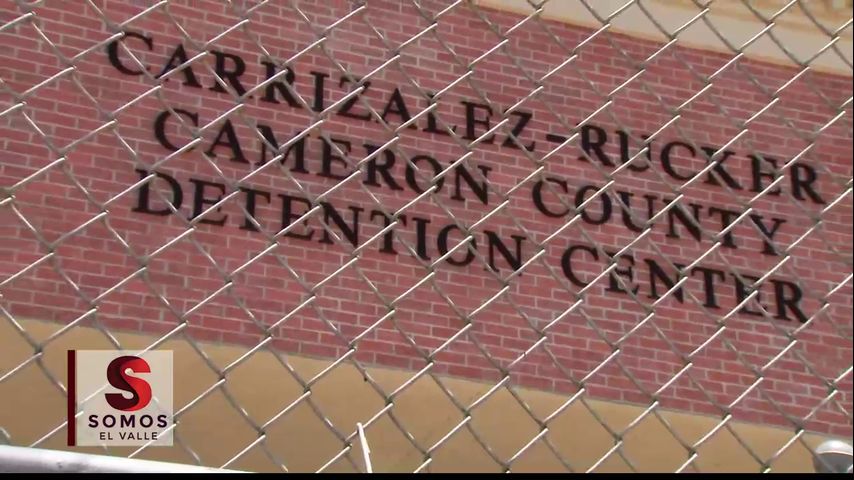 CARRIZALEZ-RUCKER
CAMERON COUNTY
DETENTION CENTER
S
SOMOS
EL VALLE